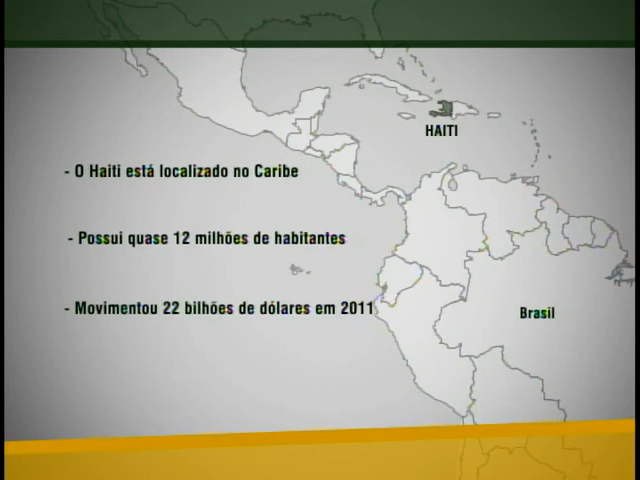 HAITI
- O Haiti está localizado no Caribe
- Possui quase 12 milhões de habitantes
- Movimentou 22 bilhões de dólares em 2011
Brasil